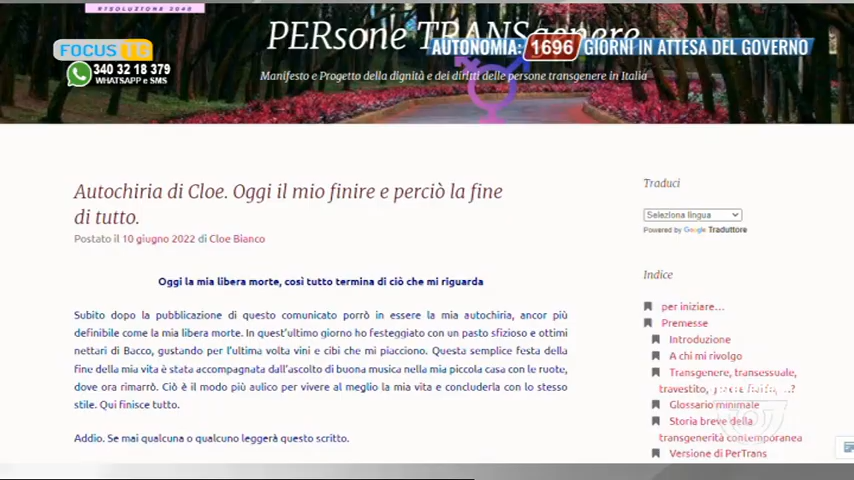 RISOLUZIONE 2048
PERsone TRANSgenere
FOCUS TG
AUTONOMIA: 1696 GIORNI IN ATTESA DEL GOVERNO
340 32 18 379
WHATSAPP e SMS
Manifesto e Progetto della dignità e dei diritti delle persone transgenere in Italia
Autochiria di Cloe. Oggi il mio finire e perciò la fine
di tutto.
Postato il 10 giugno 2022 di Cloe Bianco
Oggi la mia libera morte, così tutto termina di ciò che mi riguarda
Subito dopo la pubblicazione di questo comunicato porrò in essere la mia autochiria, ancor più
definibile come la mia libera morte. In quest'ultimo giorno ho festeggiato con un pasto sfizioso e ottimi
nettari di Bacco, gustando per l'ultima volta vini e cibi che mi piacciono. Questa semplice festa della
fine della mia vita è stata accompagnata dall'ascolto di buona musica nella mia piccola casa con le ruote,
dove ora rimarrò. Ciò è il modo più aulico per vivere al meglio la mia vita e concluderla con lo stesso
stile. Qui finisce tutto.
Addio. Se mai qualcuna o qualcuno leggerà questo scritto.
Traduci
Seleziona lingua
Powered by Google Traduttore
Indice
per iniziare...
Premesse
Introduzione
A chi mi rivolgo
Transgenere, transessuale,
travestito,
Glossario minimale
Storia breve della
transgenerità contemporanea
Versione di PerTrans